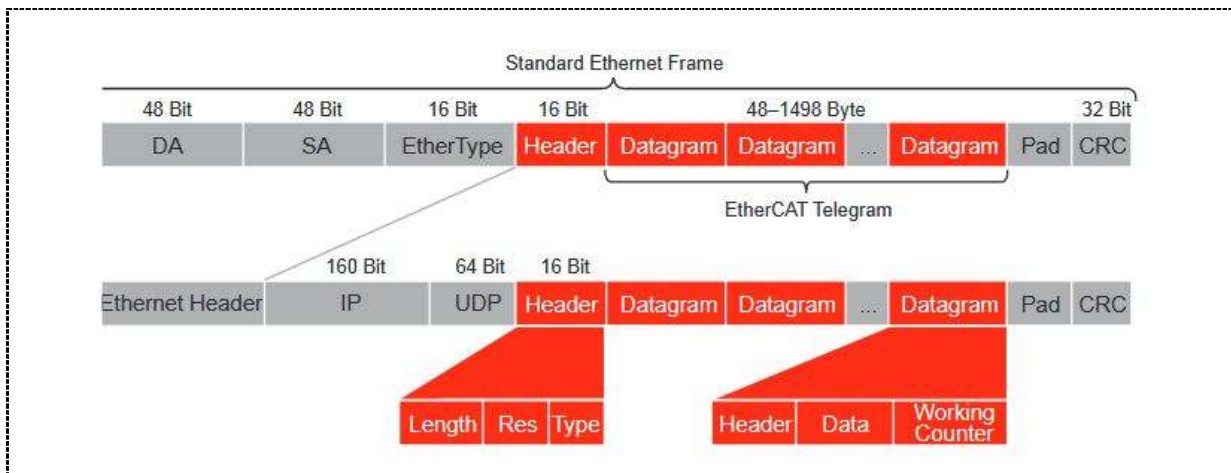 Standard Ethernet Frame
48 Bit 48 Bit 16 Bit 16 Bit 48–1498 Byte 32 Bit
DA SA EtherType Header Datagram Datagram ... Datagram Pad CRC
EtherCAT Telegram
160 Bit 64 Bit 16 Bit
Ethernet Header IP UDP Header Datagram Datagram ... Datagram Pad CRC
Length Res Type Header Data Working
Counter